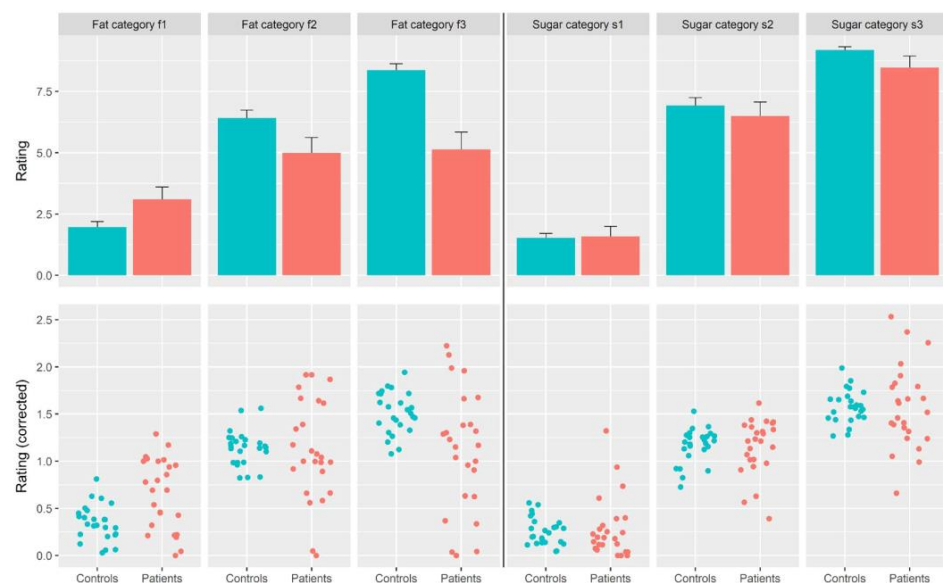 Fat category f1 Fat category f2 Fat category f3 Sugar category s1 Sugar category s2 Sugar category s3
Rating
7.5
5.0
2.5
0.0
Rating (corrected)
2.5
2.0
1.5
1.0
0.5
0.0
Controls Patients Controls Patients Controls Patients Controls Patients Controls Patients Controls Patients